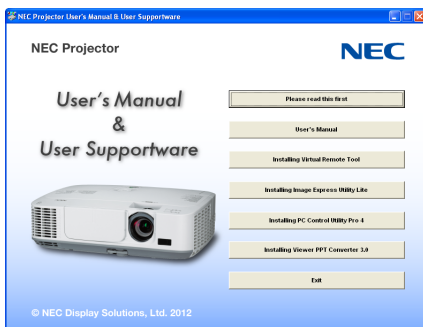 NEC Projector User's Manual & User Supportware
NEC Projector
NEC
User's Manual
&
User Supportware
Please read this first
User's Manual
Installing Virtual Remote Tool
Installing Image Express Utility Lite
Installing PC Control Utility Pro 4
Installing Viewer PPT Converter 3.0
Exit
© NEC Display Solutions, Ltd. 2012